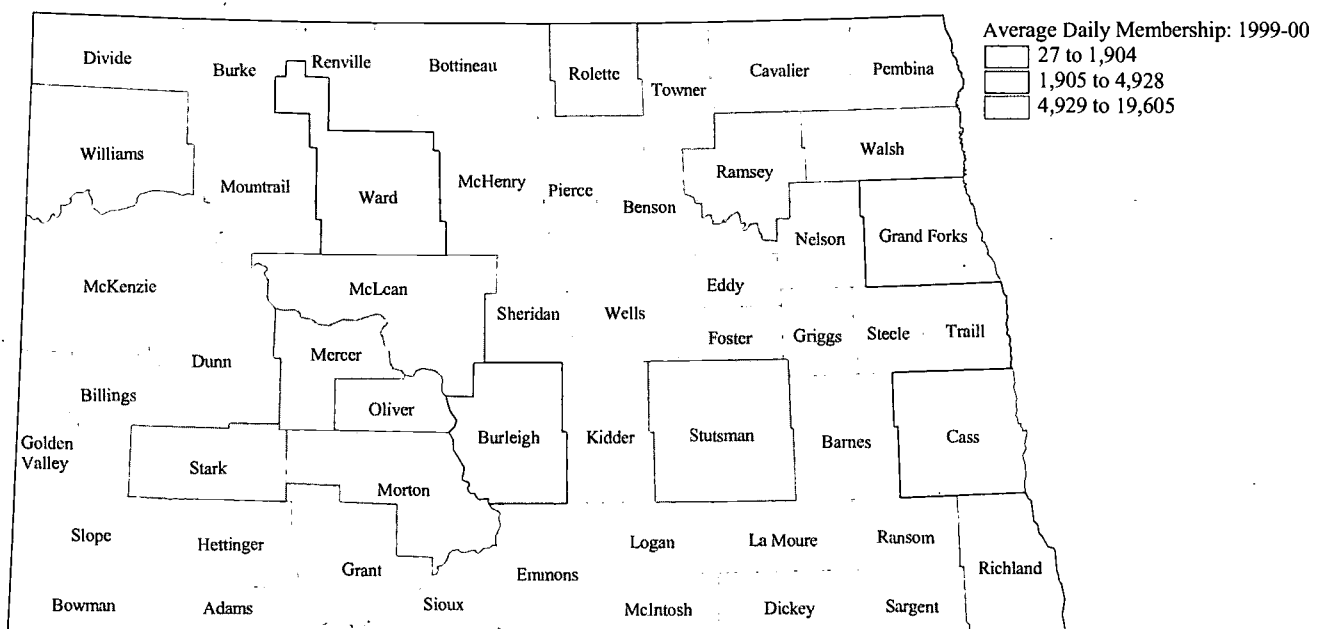 Average Daily Membership: 1999-00
27 to 1,904
1,905 to 4,928
4,929 to 19,605
Divide
Burke
Renville
Bottineau
Rolette
Towner
Cavalier
Pembina
Williams
Mountrail
Ward
McHenry
Pierce
Benson
Ramsey
Walsh
Nelson
Grand Forks
McKenzie
McLean
Sheridan
Wells
Eddy
Foster
Griggs
Steele
Traill
Dunn
Mercer
Billings
Oliver
Golden
Valley
Stark
Morton
Burleigh
Kidder
Stutsman
Barnes
Cass
Slope
Hettinger
Grant
Emmons
Logan
La Moure
Ransom
Richland
Bowman
Adams
Sioux
McIntosh
Dickey
Sargent